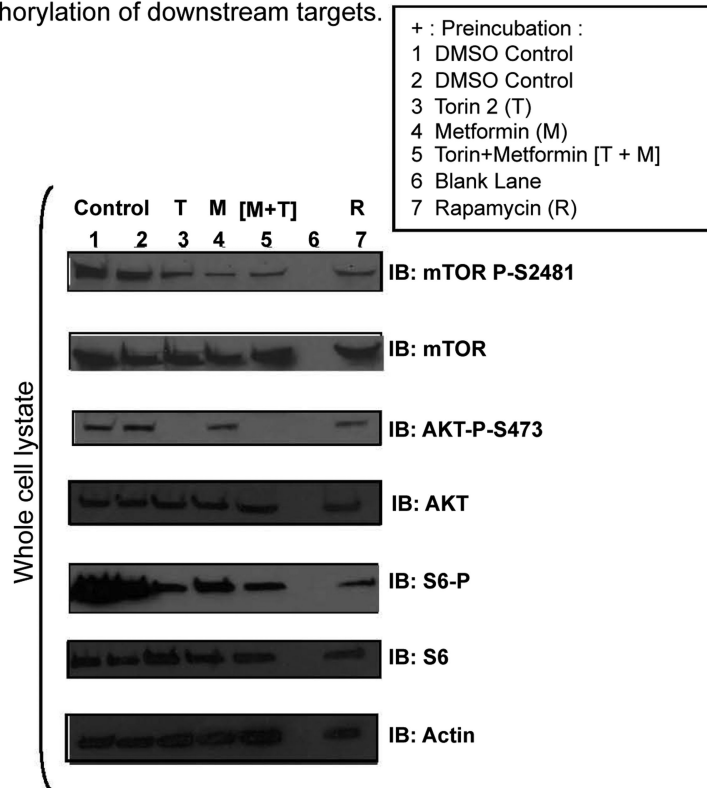 horylation of downstream targets.
+ : Preincubation :
1 DMSO Control
2 DMSO Control
3 Torin 2 (T)
4 Metformin (M)
5 Torin+Metformin [T + M]
6 Blank Lane
7 Rapamycin (R)
Control T M [M+T] R
1 2 3 4 5 6 7
IB: mTOR P-S2481
IB: mTOR
IB: AKT-P-S473
IB: AKT
IB: S6-P
IB: S6
IB: Actin
Whole cell lystate